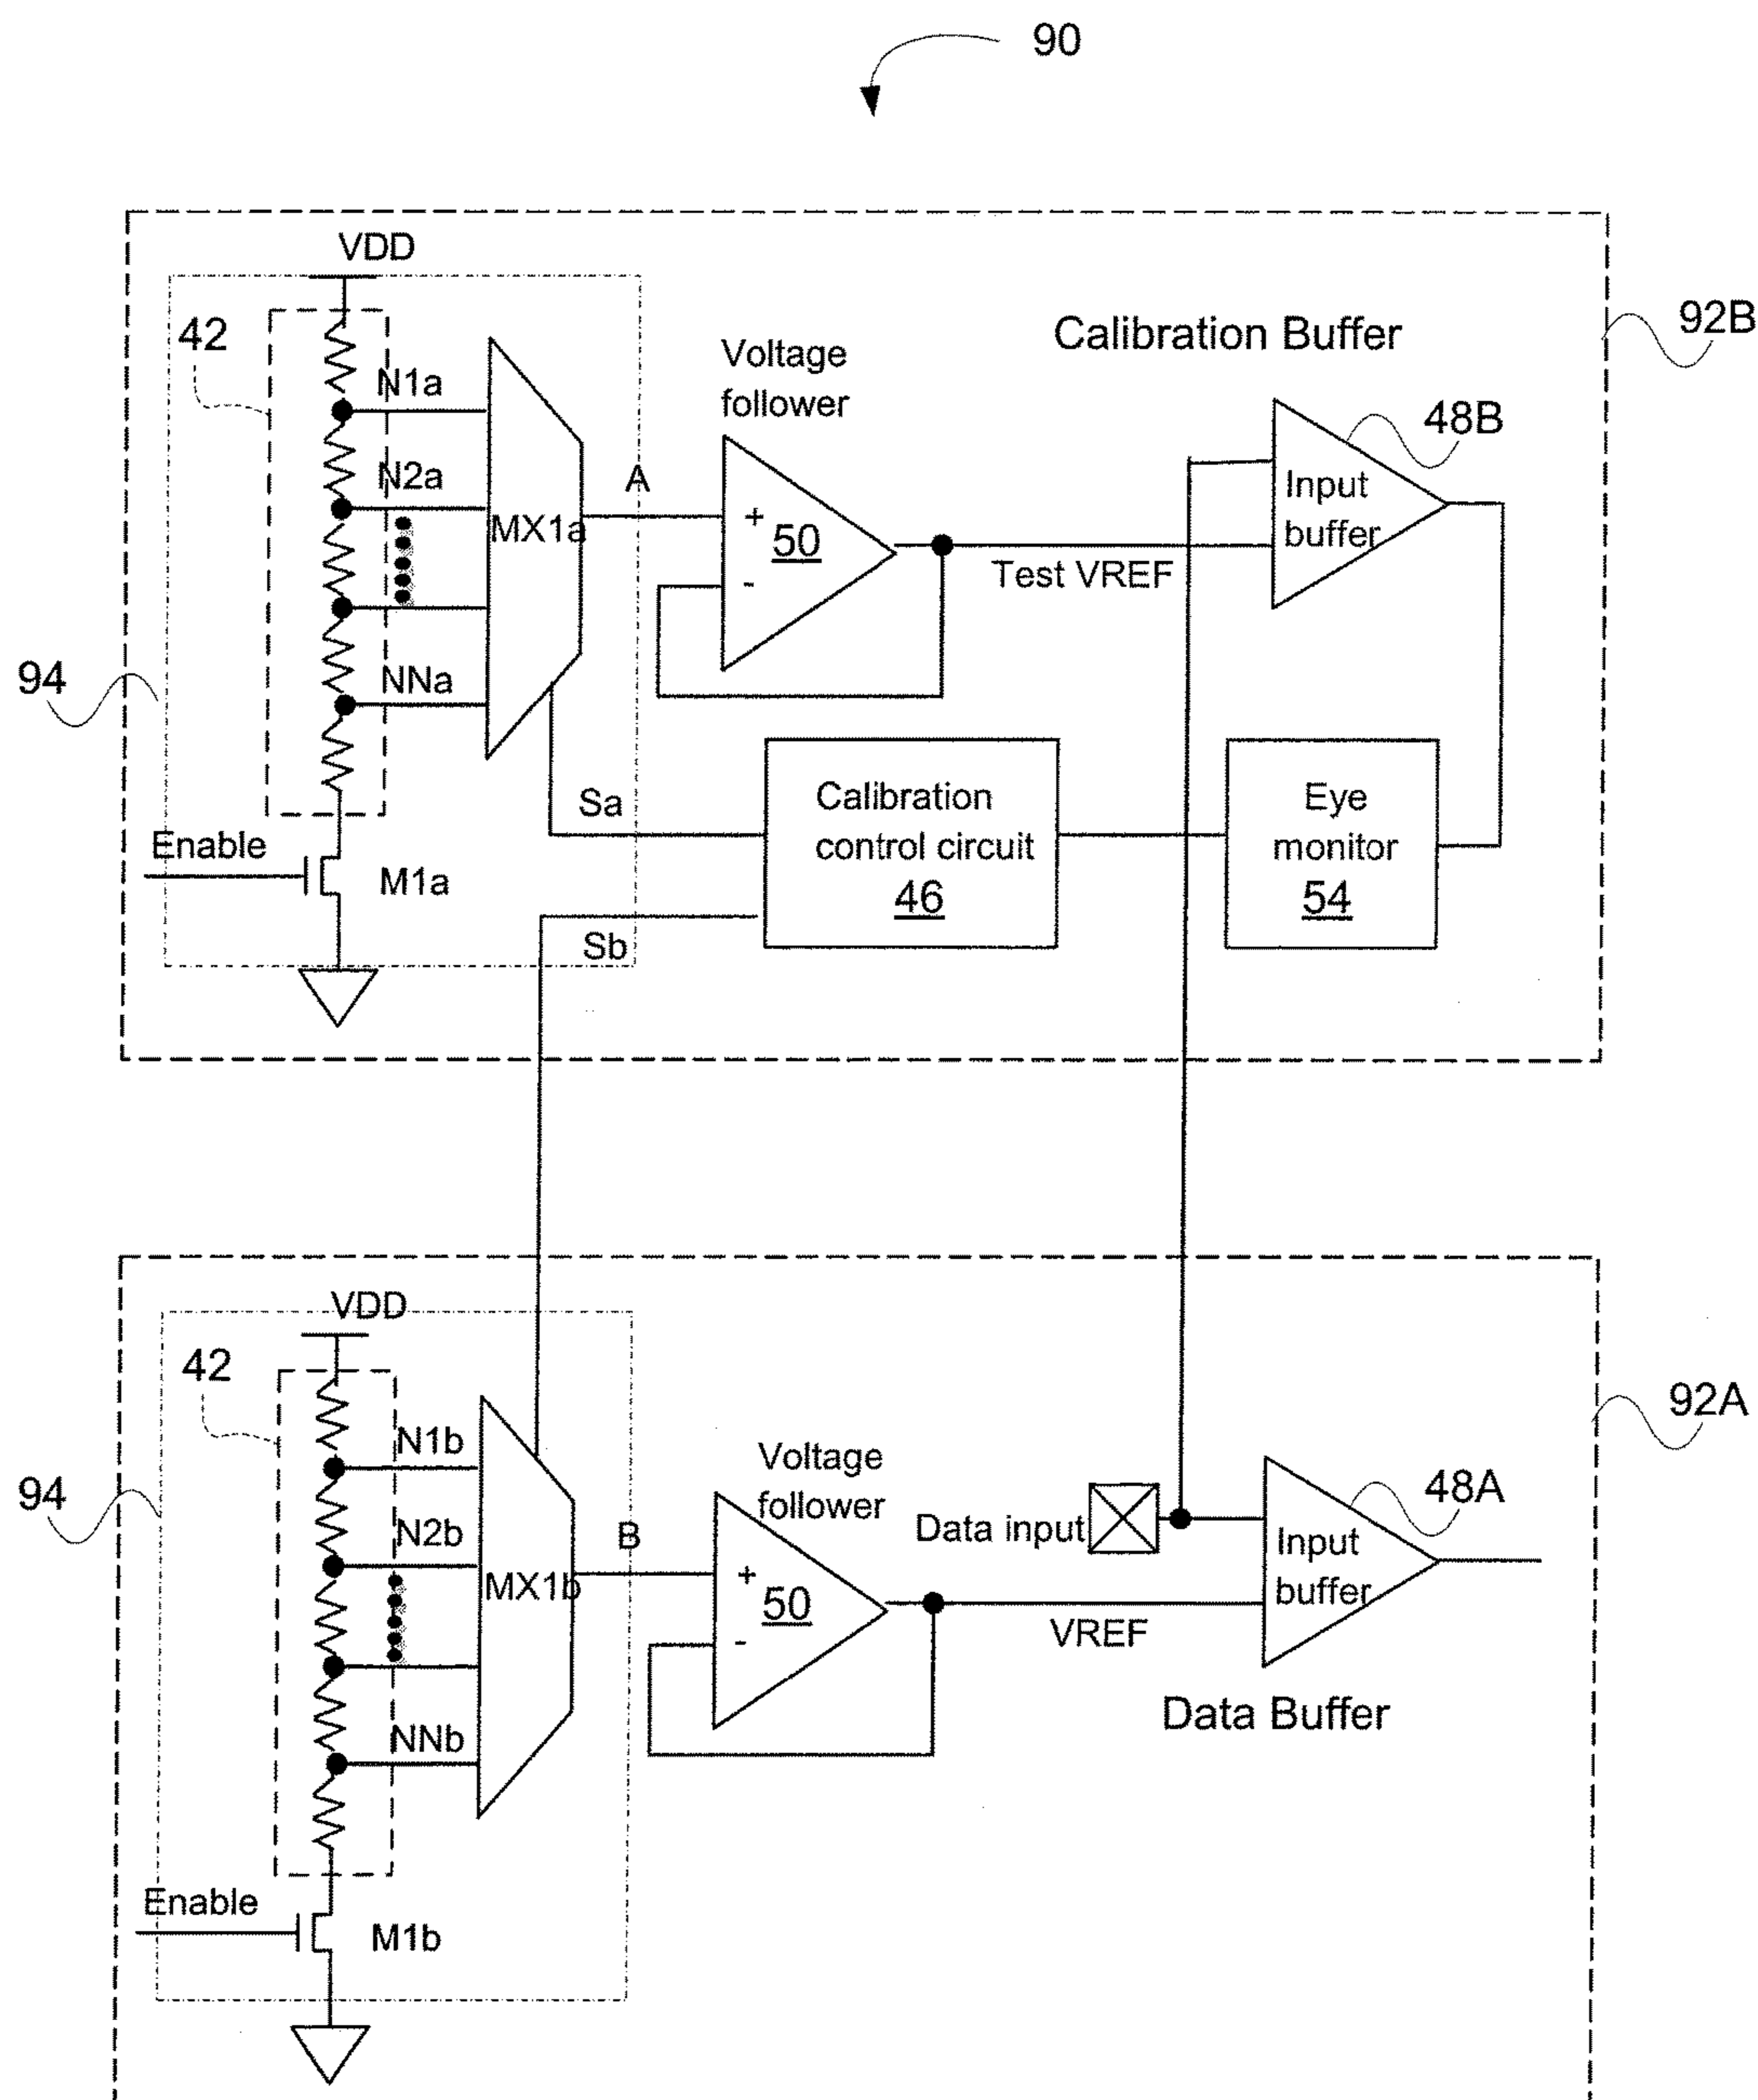 90
VDD
42
N1a
N2a
NNa
MX1a
A
Voltage
follower
+
50
-
Test VREF
Calibration Buffer
92B
48B
Input
buffer
94
Sa
Sb
Calibration
control circuit
46
Eye
monitor
54
Enable
M1a
VDD
42
N1b
N2b
NNb
MX1b
B
Voltage
follower
+
50
-
VREF
Data input
92A
48A
Input
buffer
94
Data Buffer
Enable
M1b